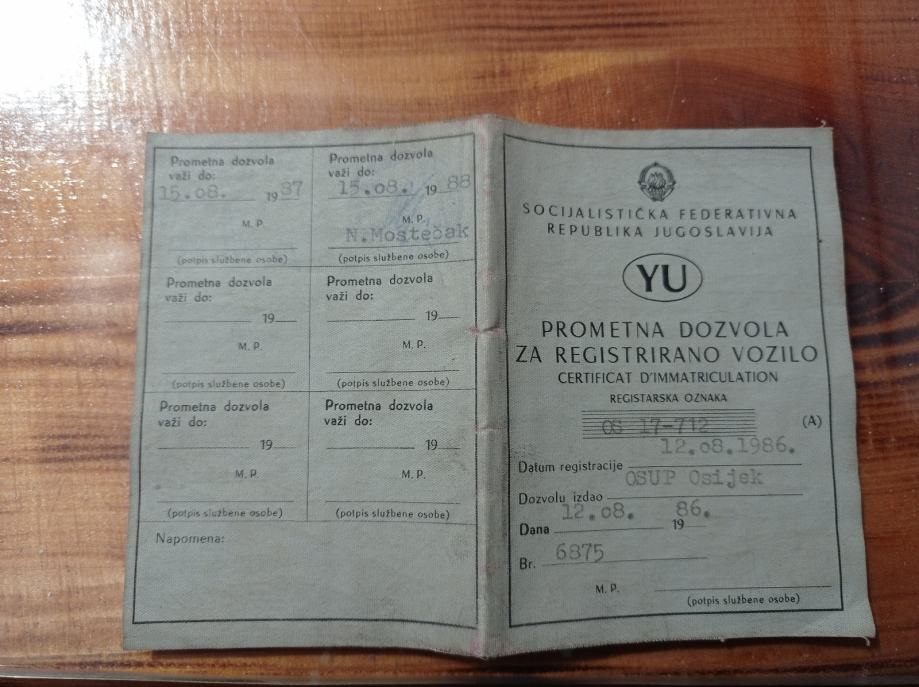 Prometna dozvola
važi do:
15.08. 1987
M. P.
(potpis službene osobe)
Prometna dozvola
važi do:
15.08. 1988
M. P.
N.Mostečak
(potpis službene osobe)
Prometna dozvola
važi do:
19
M. P.
(potpis službene osobe)
Prometna dozvola
važi do:
19
M. P.
(potpis službene osobe)
Prometna dozvola
važi do:
19
M. P.
(potpis službene osobe)
Prometna dozvola
važi do:
19
M. P.
(potpis službene osobe)
Napomena:
SOCIJALISTIČKA FEDERATIVNA
REPUBLIKA JUGOSLAVIJA
YU
PROMETNA DOZVOLA
ZA REGISTRIRANO VOZILO
CERTIFICAT D'IMMATRICULATION
REGISTARSKA OZNAKA
OS 17-712 (A)
Datum registracije 12.08.1986.
Dozvolu izdao OSUP Osijek
Dana 12.08. 19 86.
Br. 6875
M. P.
(potpis službene osobe)